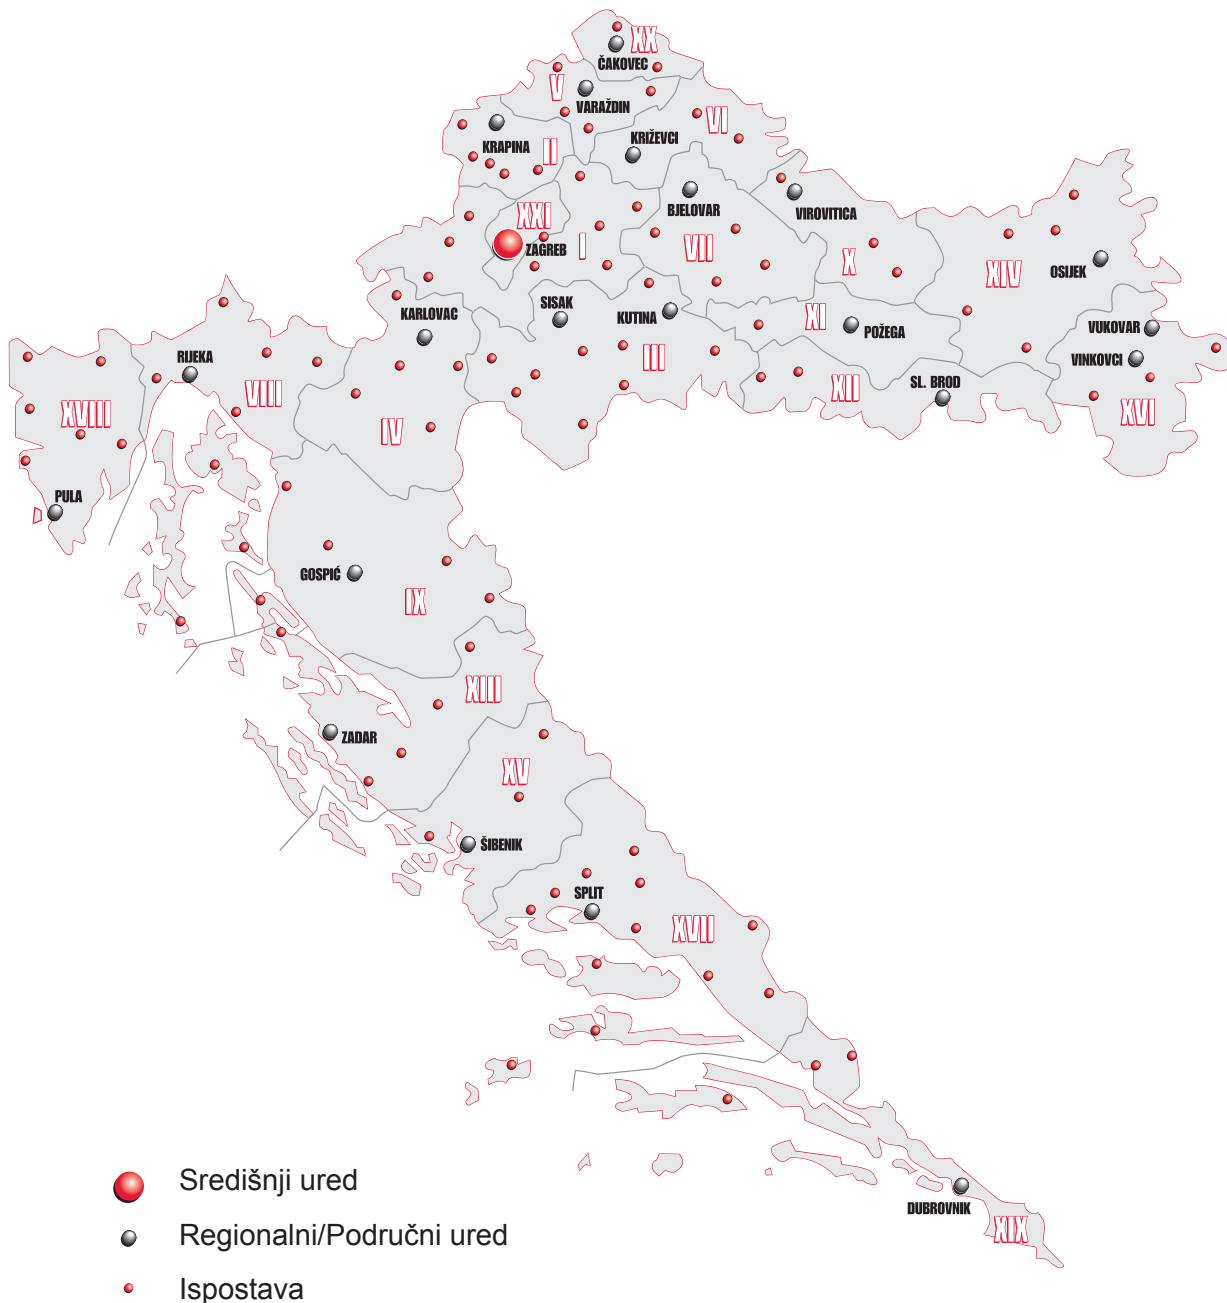 XX
ČAKOVEC
V
VARAŽDIN
VI
KRIŽEVCI
KRAPINA
II
BJELOVAR
VIROVITICA
XXI
ZAGREB
I
VII
X
XIV
OSIJEK
SISAK
KUTINA
XI
POŽEGA
VUKOVAR
VINKOVCI
KARLOVAC
III
RIJEKA
VIII
XII
SL. BROD
XVI
XVIII
IV
PULA
GOSPIĆ
IX
XIII
ZADAR
XV
ŠIBENIK
SPLIT
XVII
DUBROVNIK
XIX
Središnji ured
Regionalni/Područni ured
Ispostava